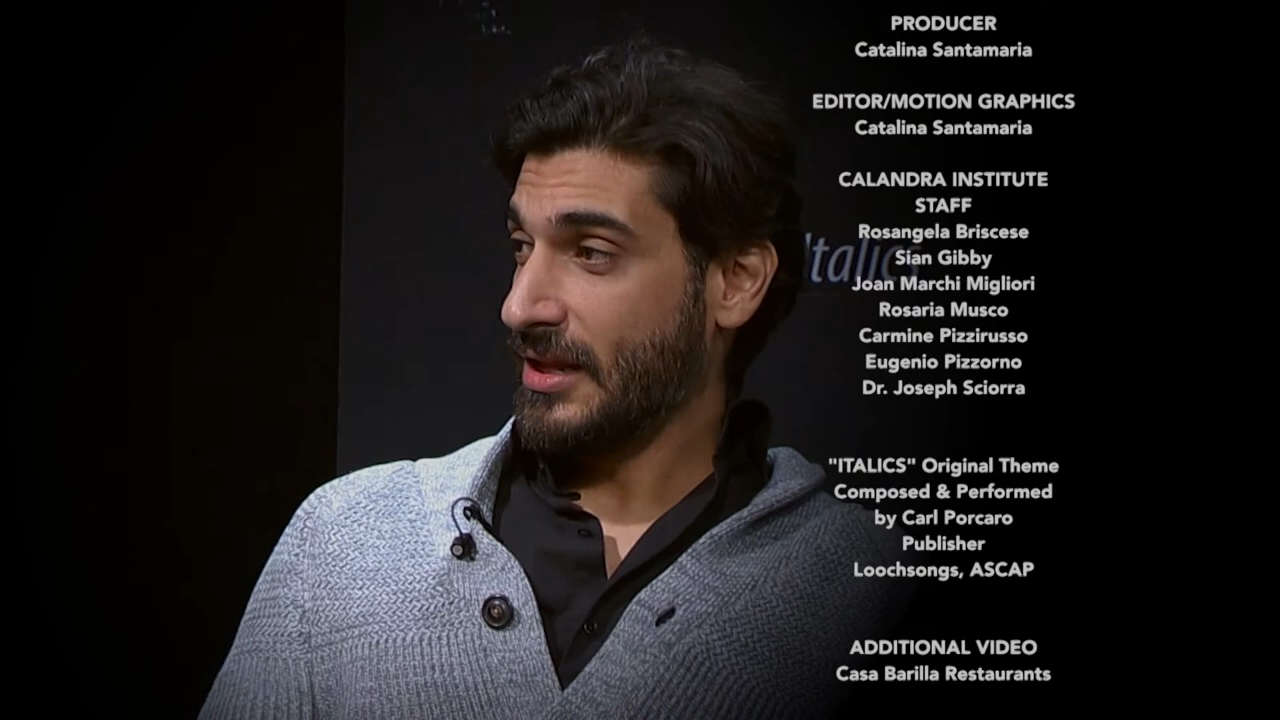 PRODUCER
Catalina Santamaria
EDITOR/MOTION GRAPHICS
Catalina Santamaria
CALANDRA INSTITUTE
STAFF
Rosangela Briscese
Sian Gibby
Joan Marchi Migliori
Rosaria Musco
Carmine Pizzirusso
Eugenio Pizzorno
Dr. Joseph Sciorra
Italics
"ITALICS" Original Theme
Composed & Performed
by Carl Porcaro
Publisher
Loochsongs, ASCAP
ADDITIONAL VIDEO
Casa Barilla Restaurants